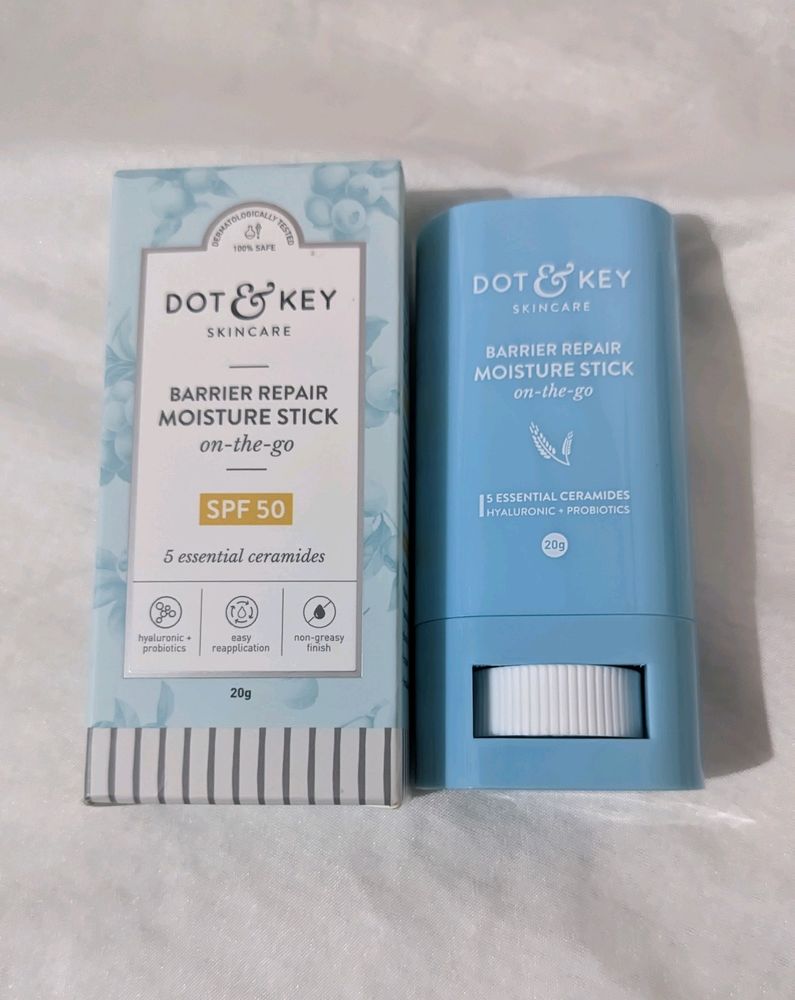 DERMATOLOGICALLY TESTED
100% SAFE
DOT & KEY
SKINCARE
BARRIER REPAIR
MOISTURE STICK
on-the-go
SPF 50
5 essential ceramides
hyaluronic +
probiotics
easy
reapplication
non-greasy
finish
20g
DOT & KEY
SKINCARE
BARRIER REPAIR
MOISTURE STICK
on-the-go
5 ESSENTIAL CERAMIDES
HYALURONIC + PROBIOTICS
20g